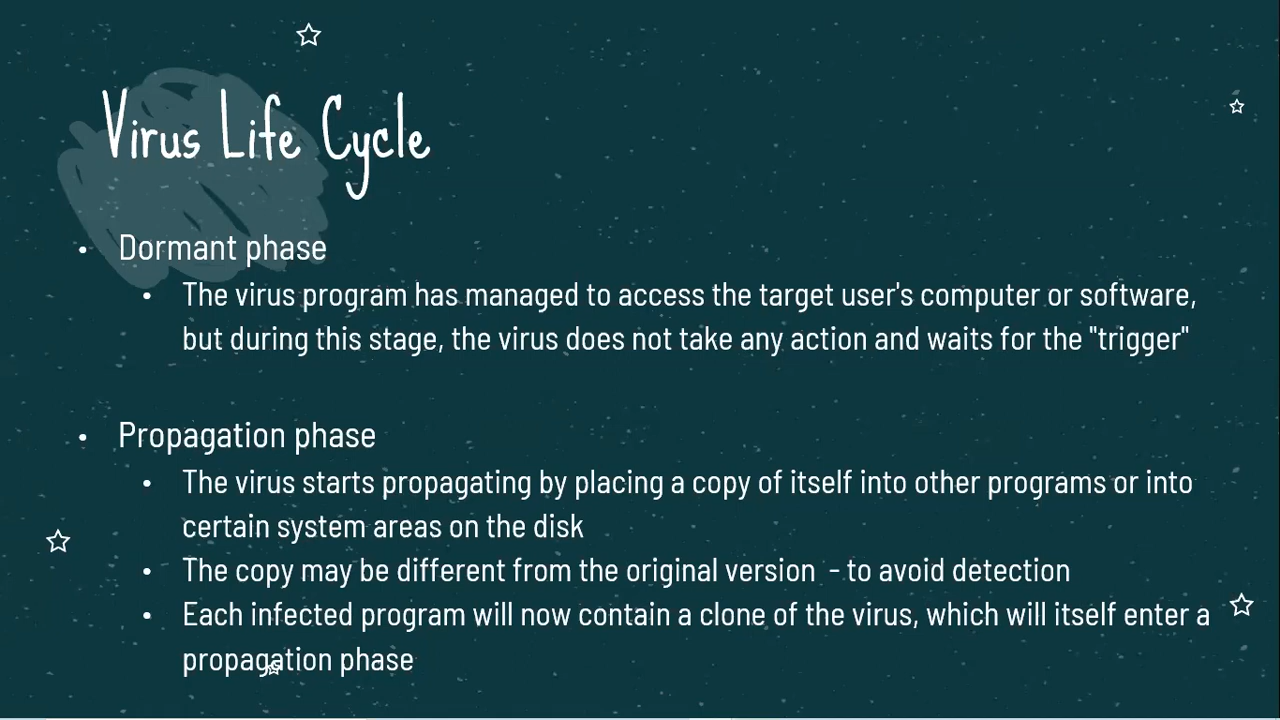 Virus Life Cycle
• Dormant phase
• The virus program has managed to access the target user's computer or software,
but during this stage, the virus does not take any action and waits for the "trigger"
• Propagation phase
• The virus starts propagating by placing a copy of itself into other programs or into
certain system areas on the disk
• The copy may be different from the original version - to avoid detection
• Each infected program will now contain a clone of the virus, which will itself enter a
propagation phase